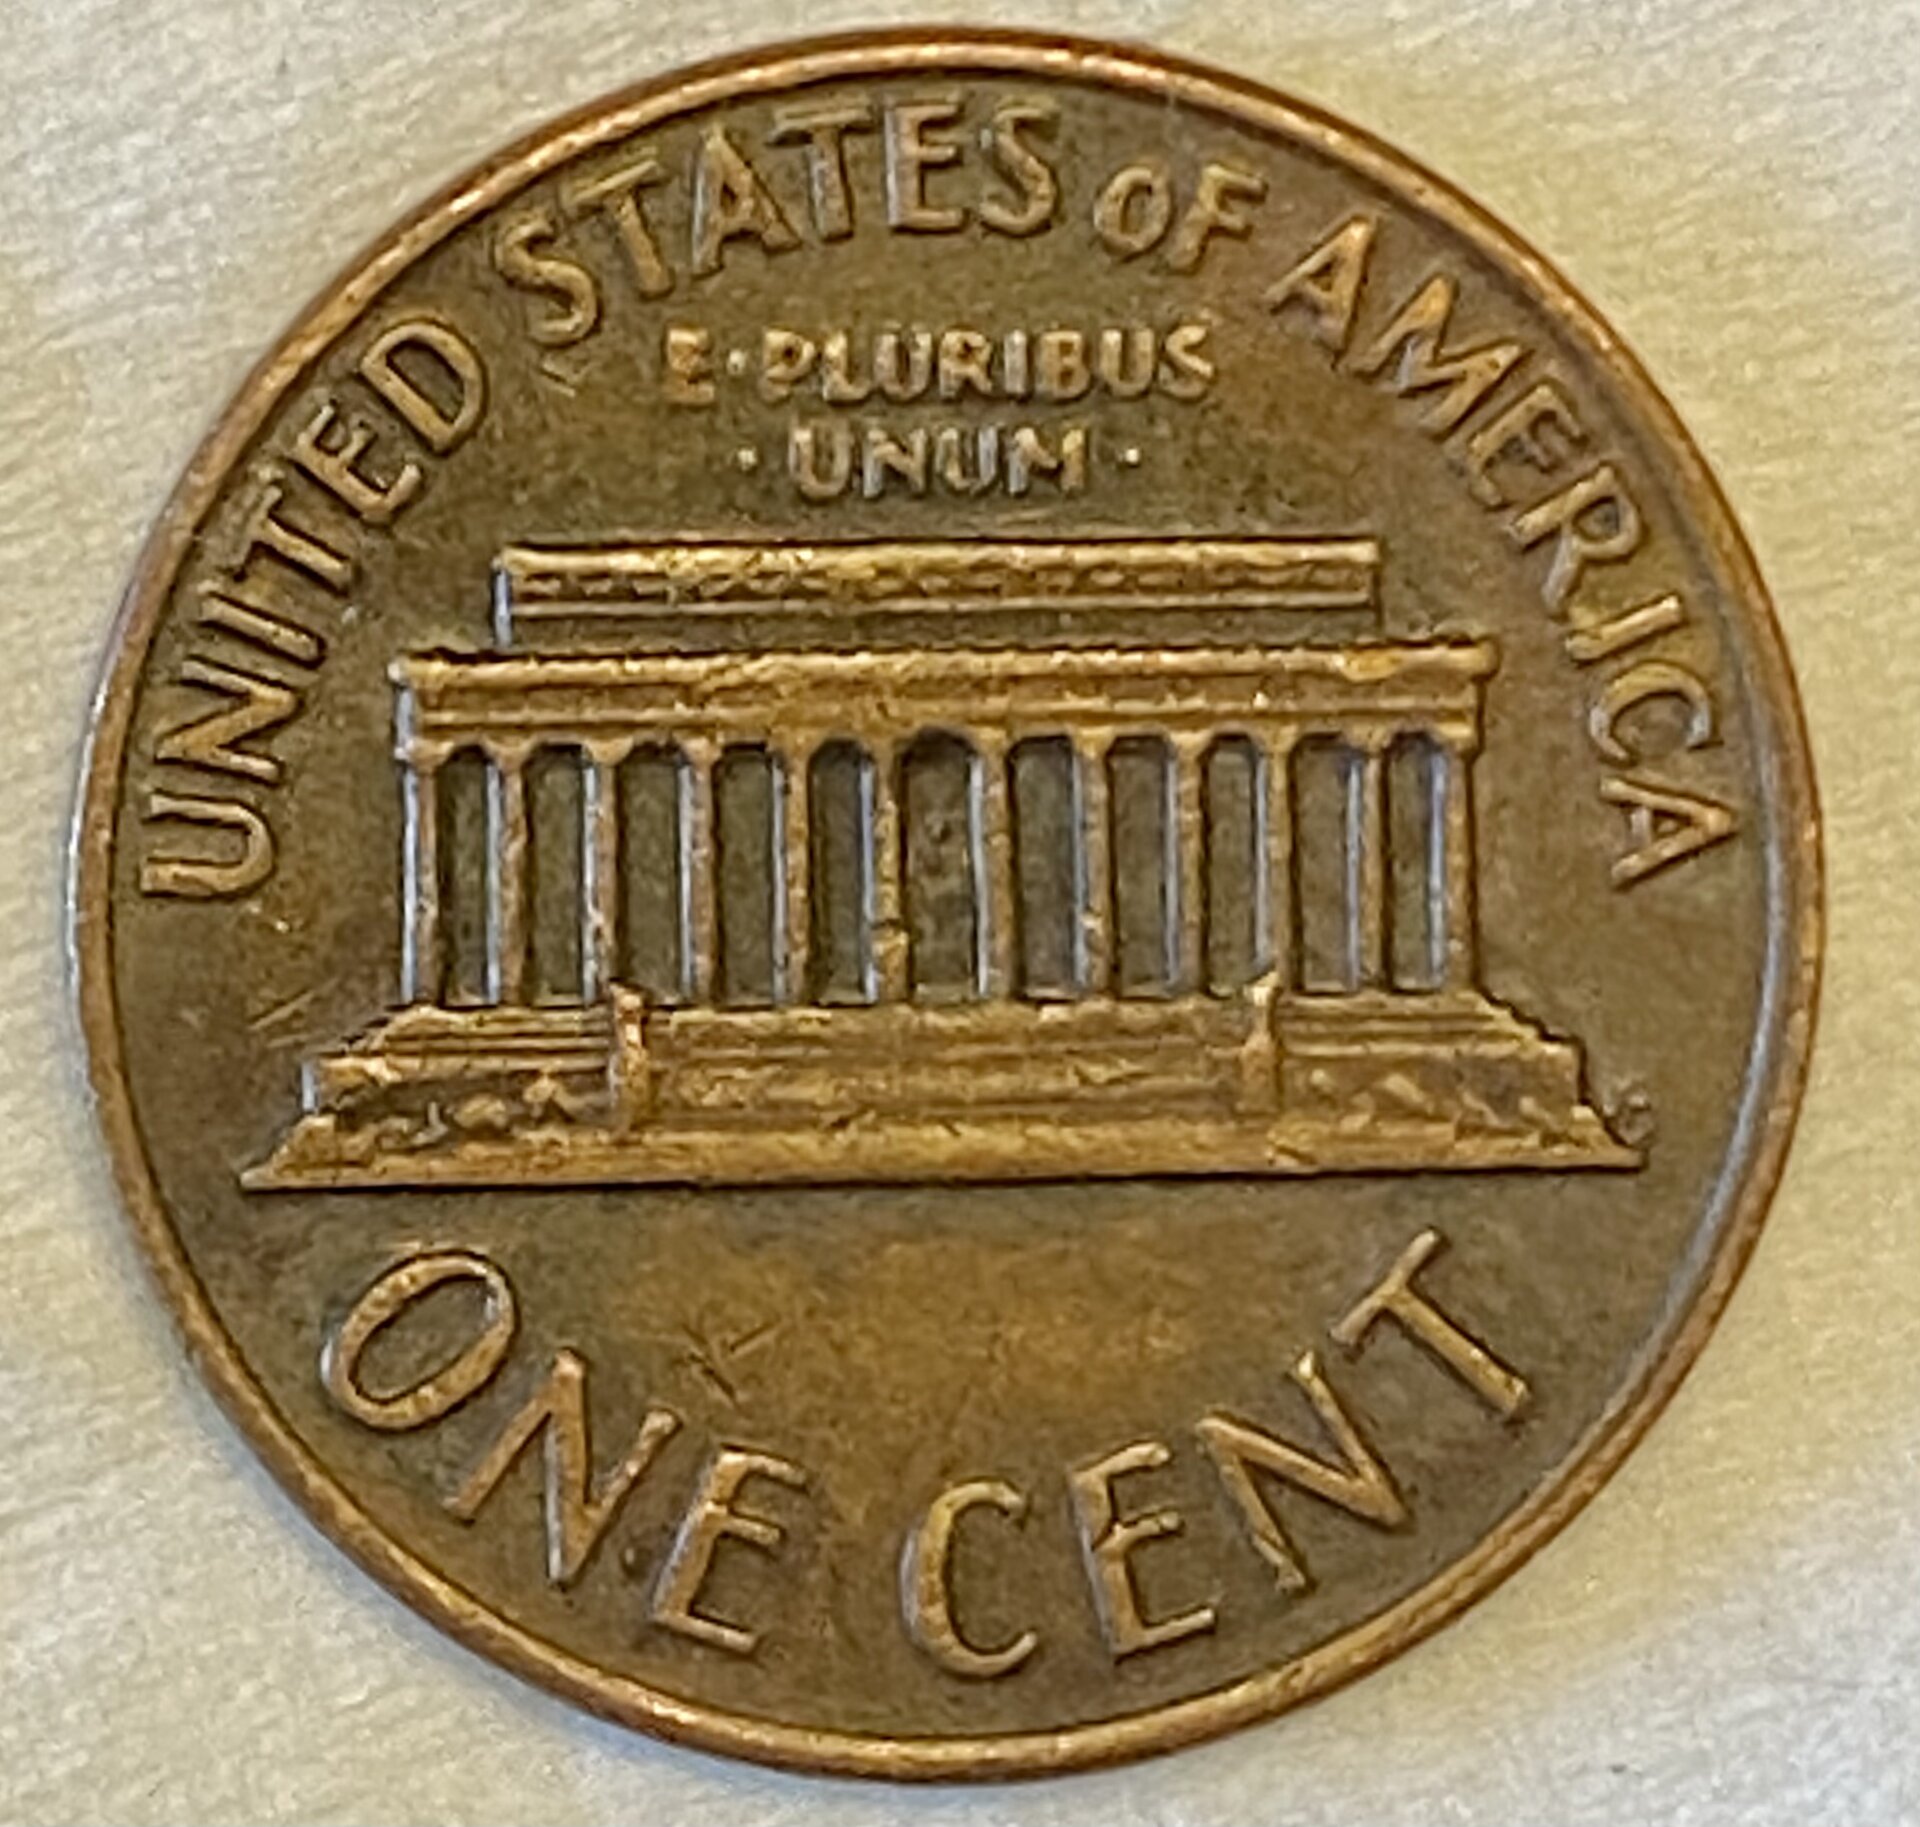 UNITED STATES OF AMERICA
E·PLURIBUS
·UNUM·
ONE CENT